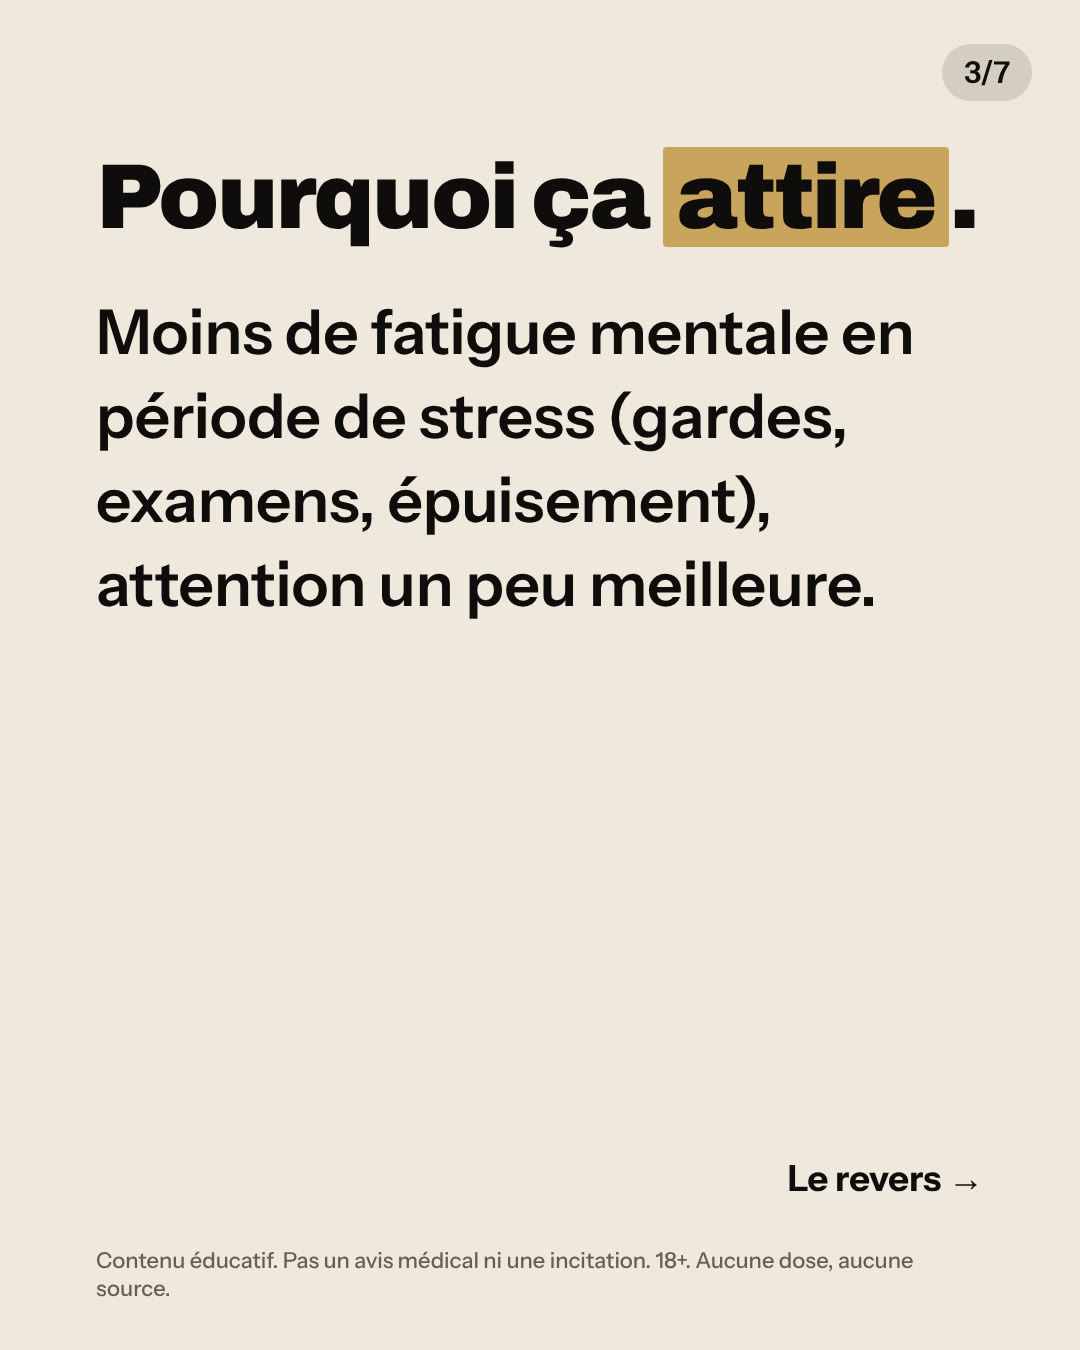 3/7
Pourquoi ça attire.
Moins de fatigue mentale en
période de stress (gardes,
examens, épuisement),
attention un peu meilleure.
Le revers →
Contenu éducatif. Pas un avis médical ni une incitation. 18+. Aucune dose, aucune
source.